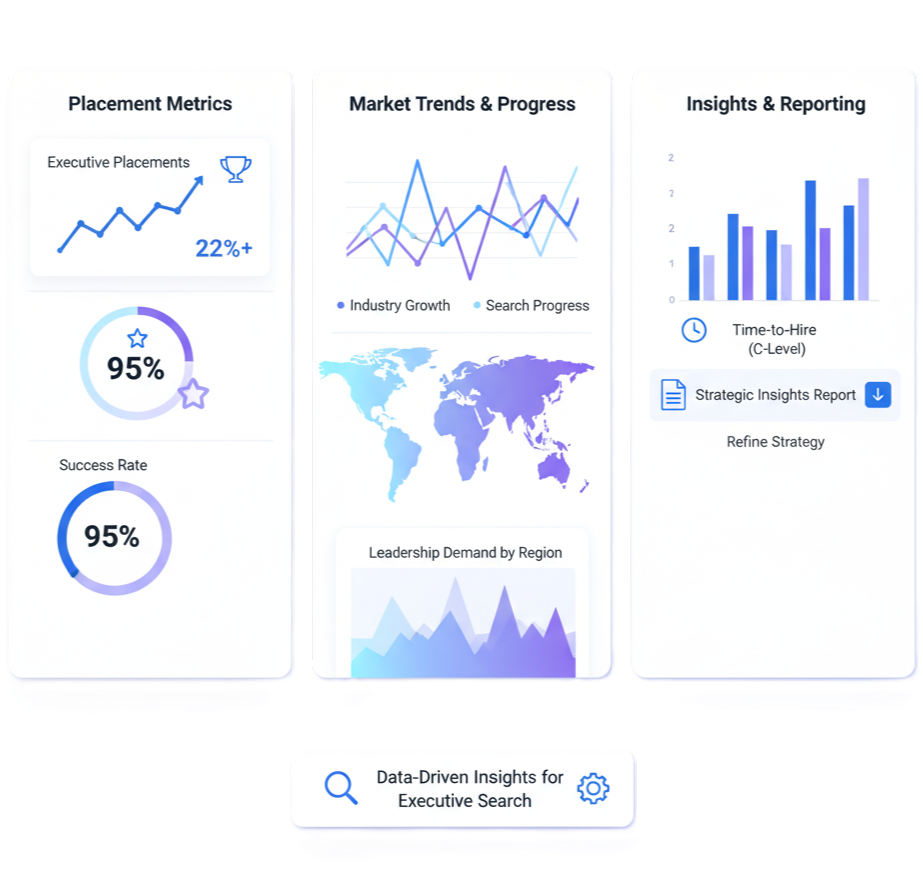 Placement Metrics
Executive Placements
22%+
95%
Success Rate
95%
Market Trends & Progress
Industry Growth
Search Progress
Leadership Demand by Region
Insights & Reporting
2
2
2
1
0
Time-to-Hire
(C-Level)
Strategic Insights Report
Refine Strategy
Data-Driven Insights for
Executive Search